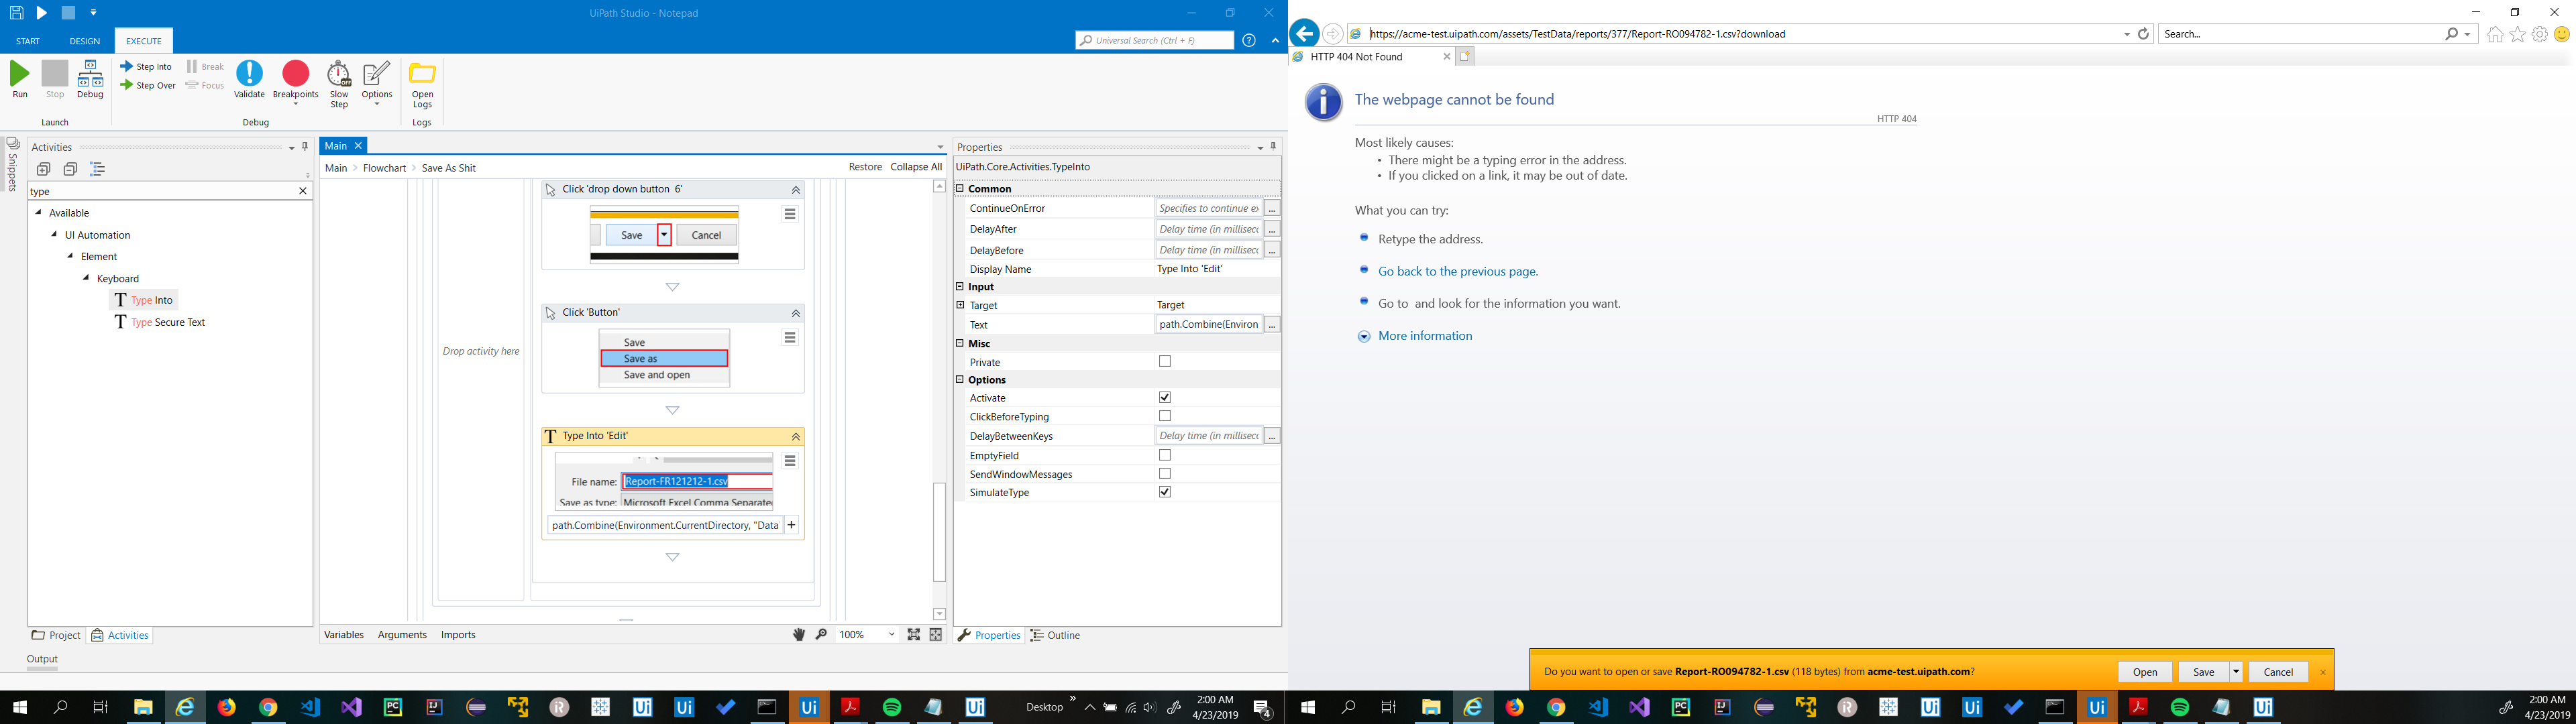 UiPath Studio - Notepad
START
DESIGN
EXECUTE
Universal Search (Ctrl + F)
Run
Stop
Debug
Step Into
Step Over
Break
Focus
Validate
Breakpoints
Slow
Step
Options
Open
Logs
Launch
Debug
Logs
Snippets
Activities
type
Available
UI Automation
Element
Keyboard
Type Into
Type Secure Text
Project
Activities
Output
Main
Main > Flowchart > Save As Shit
Restore
Collapse All
Drop activity here
Click 'drop down button 6'
Save
Cancel
Click 'Button'
Save
Save as
Save and open
Type Into 'Edit'
File name: Report-FR121212-1.csv
Save as type: Microsoft Excel Comma Separate
path.Combine(Environment.CurrentDirectory, "Data
Variables
Arguments
Imports
100%
Properties
UiPath.Core.Activities.TypeInto
Common
ContinueOnError Specifies to continue ex ...
DelayAfter Delay time (in millisecc ...
DelayBefore Delay time (in millisecc ...
Display Name Type Into 'Edit'
Input
Target Target
Text path.Combine(Environ ...
Misc
Private
Options
Activate
ClickBeforeTyping
DelayBetweenKeys Delay time (in millisecc ...
EmptyField
SendWindowMessages
SimulateType
Properties
Outline
Desktop
2:00 AM
4/23/2019
4
https://acme-test.uipath.com/assets/TestData/reports/377/Report-RO094782-1.csv?download
Search...
HTTP 404 Not Found
The webpage cannot be found
HTTP 404
Most likely causes:
• There might be a typing error in the address.
• If you clicked on a link, it may be out of date.
What you can try:
Retype the address.
Go back to the previous page.
Go to and look for the information you want.
More information
Do you want to open or save Report-RO094782-1.csv (118 bytes) from acme-test.uipath.com?
Open
Save
Cancel
2:00 AM
4/23/2019